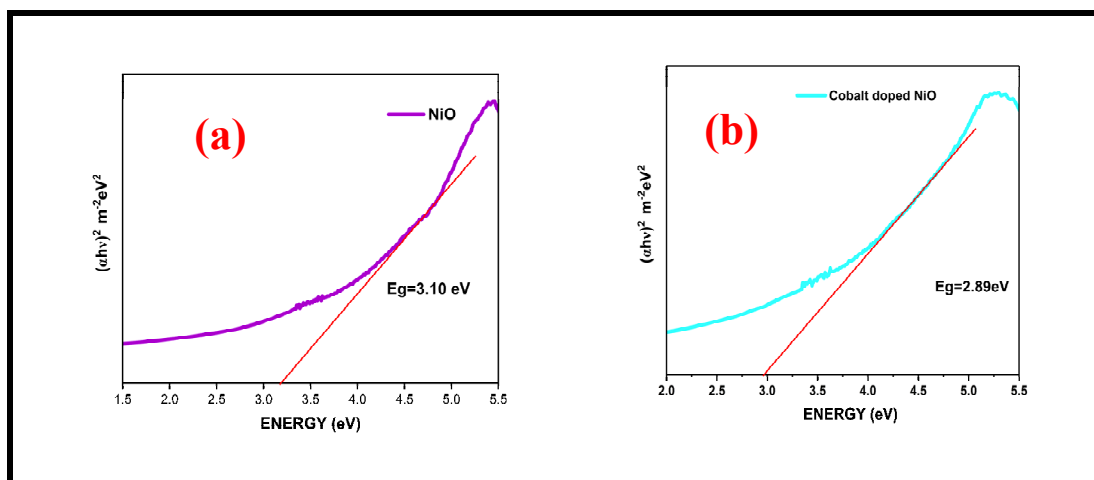 (a)
NiO
(αhν)² m⁻²eV²
Eg=3.10 eV
1.5 2.0 2.5 3.0 3.5 4.0 4.5 5.0 5.5
ENERGY (eV)
(b)
Cobalt doped NiO
(αhν)² m⁻²eV²
Eg=2.89eV
2.0 2.5 3.0 3.5 4.0 4.5 5.0 5.5
ENERGY (eV)